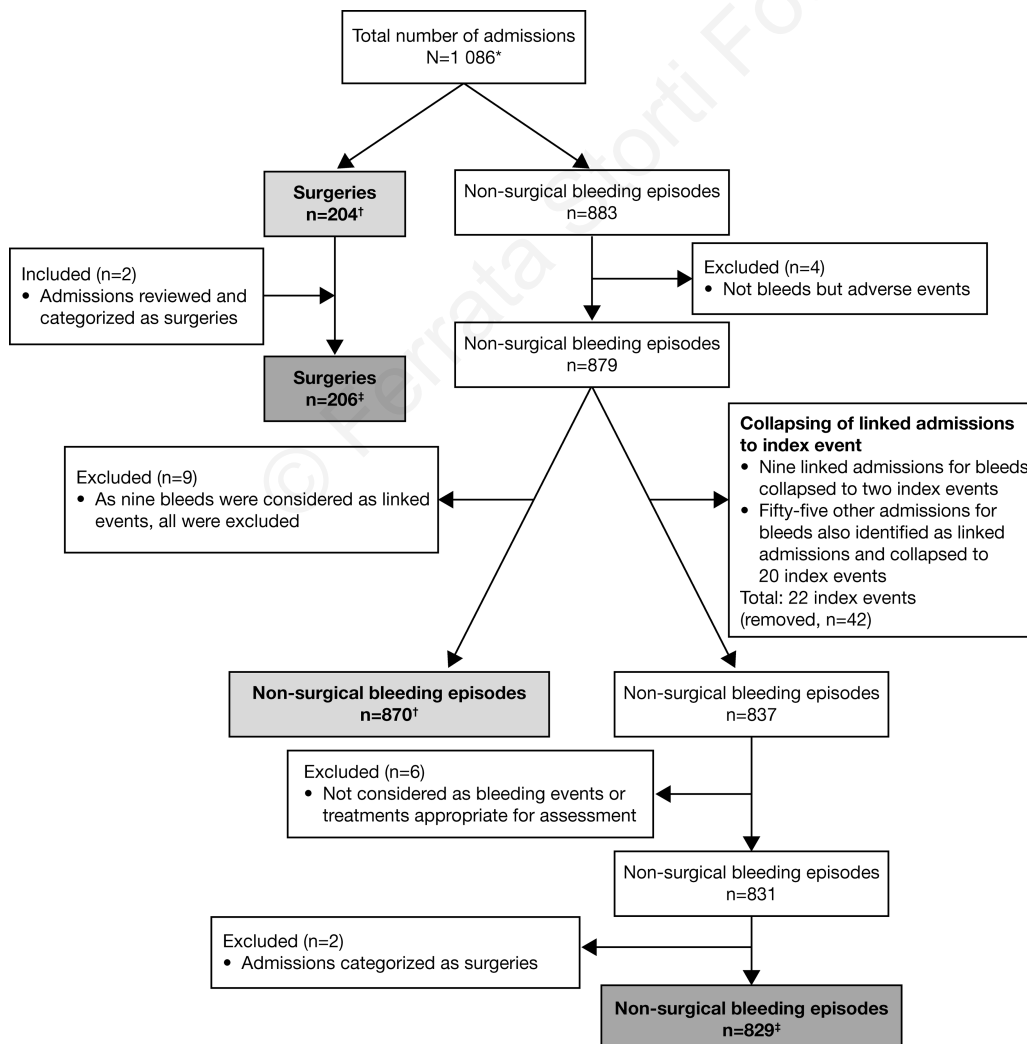 Total number of admissions
N=1 086*
Surgeries
n=204†
Non-surgical bleeding episodes
n=883
Included (n=2)
• Admissions reviewed and
categorized as surgeries
Excluded (n=4)
• Not bleeds but adverse events
Surgeries
n=206‡
Non-surgical bleeding episodes
n=879
Excluded (n=9)
• As nine bleeds were considered as linked
events, all were excluded
Collapsing of linked admissions
to index event
• Nine linked admissions for bleeds
collapsed to two index events
• Fifty-five other admissions for
bleeds also identified as linked
admissions and collapsed to
20 index events
Total: 22 index events
(removed, n=42)
Non-surgical bleeding episodes
n=870†
Non-surgical bleeding episodes
n=837
Excluded (n=6)
• Not considered as bleeding events or
treatments appropriate for assessment
Non-surgical bleeding episodes
n=831
Excluded (n=2)
• Admissions categorized as surgeries
Non-surgical bleeding episodes
n=829‡
© Ferrata Storti Fo